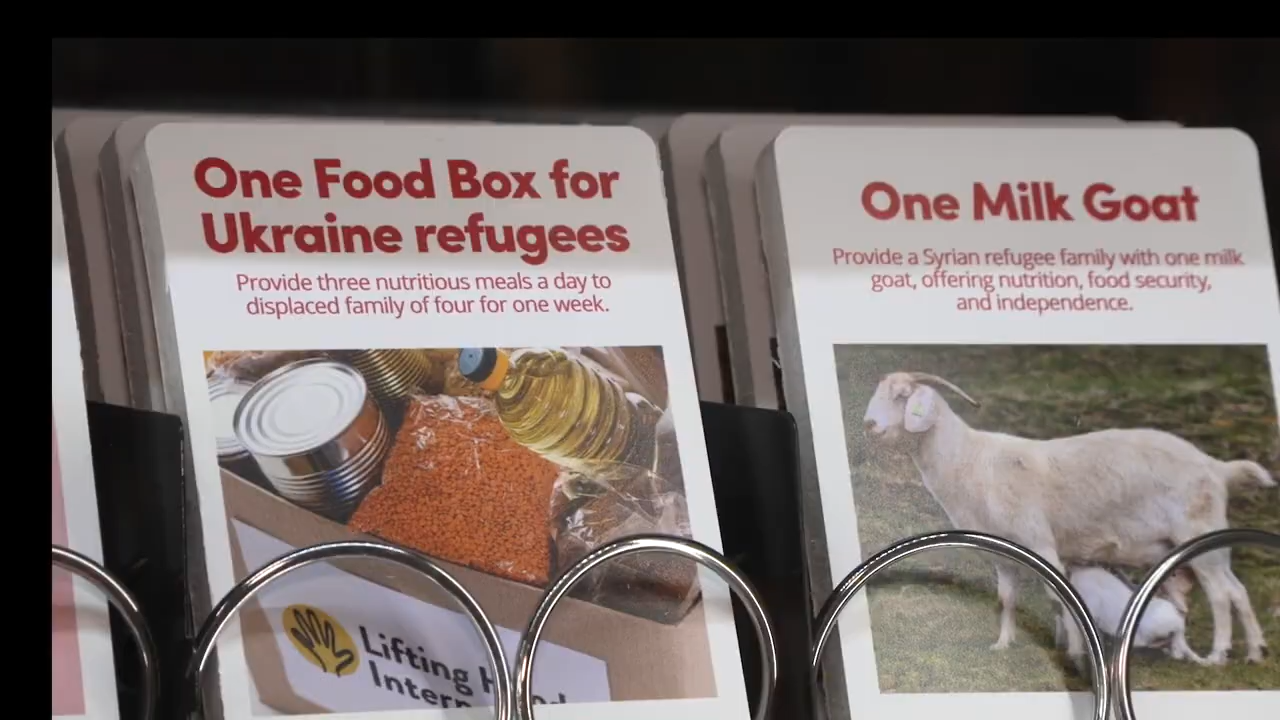 One Food Box for
Ukraine refugees
Provide three nutritious meals a day to
displaced family of four for one week.
Lifting
One Milk Goat
Provide a Syrian refugee family with one milk
goat, offering nutrition, food security,
and independence.